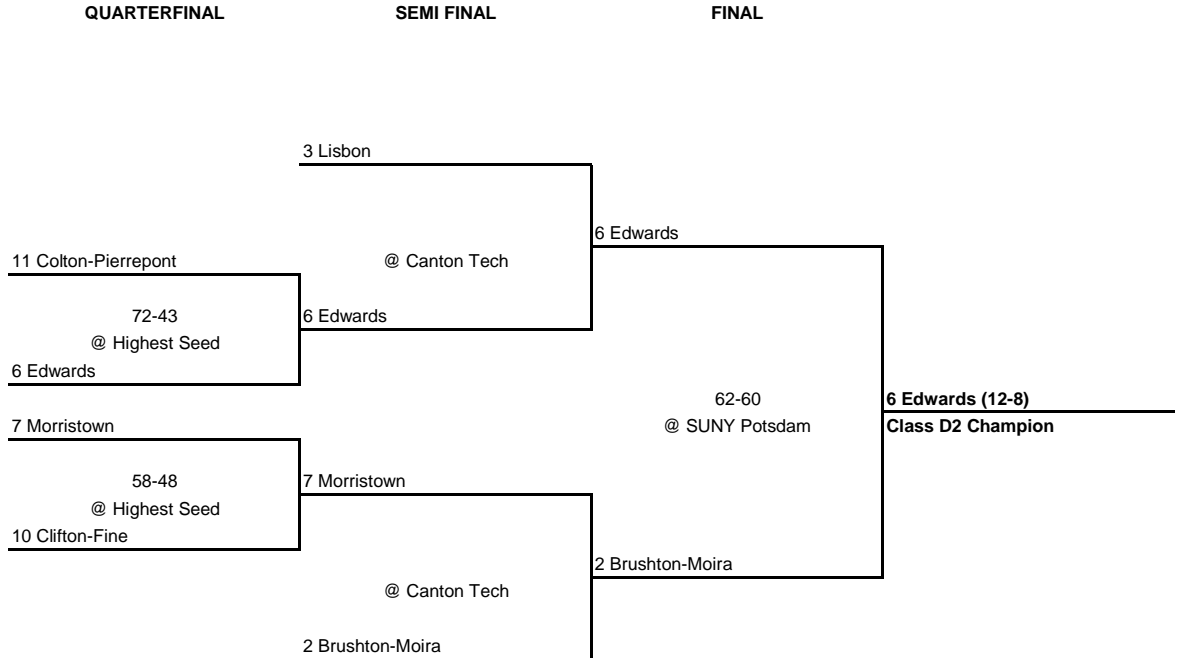 QUARTERFINAL SEMI FINAL FINAL
3 Lisbon
6 Edwards
11 Colton-Pierrepont @ Canton Tech
72-43 6 Edwards
@ Highest Seed
6 Edwards
62-60 6 Edwards (12-8)
7 Morristown @ SUNY Potsdam Class D2 Champion
58-48 7 Morristown
@ Highest Seed
10 Clifton-Fine
2 Brushton-Moira
@ Canton Tech
2 Brushton-Moira